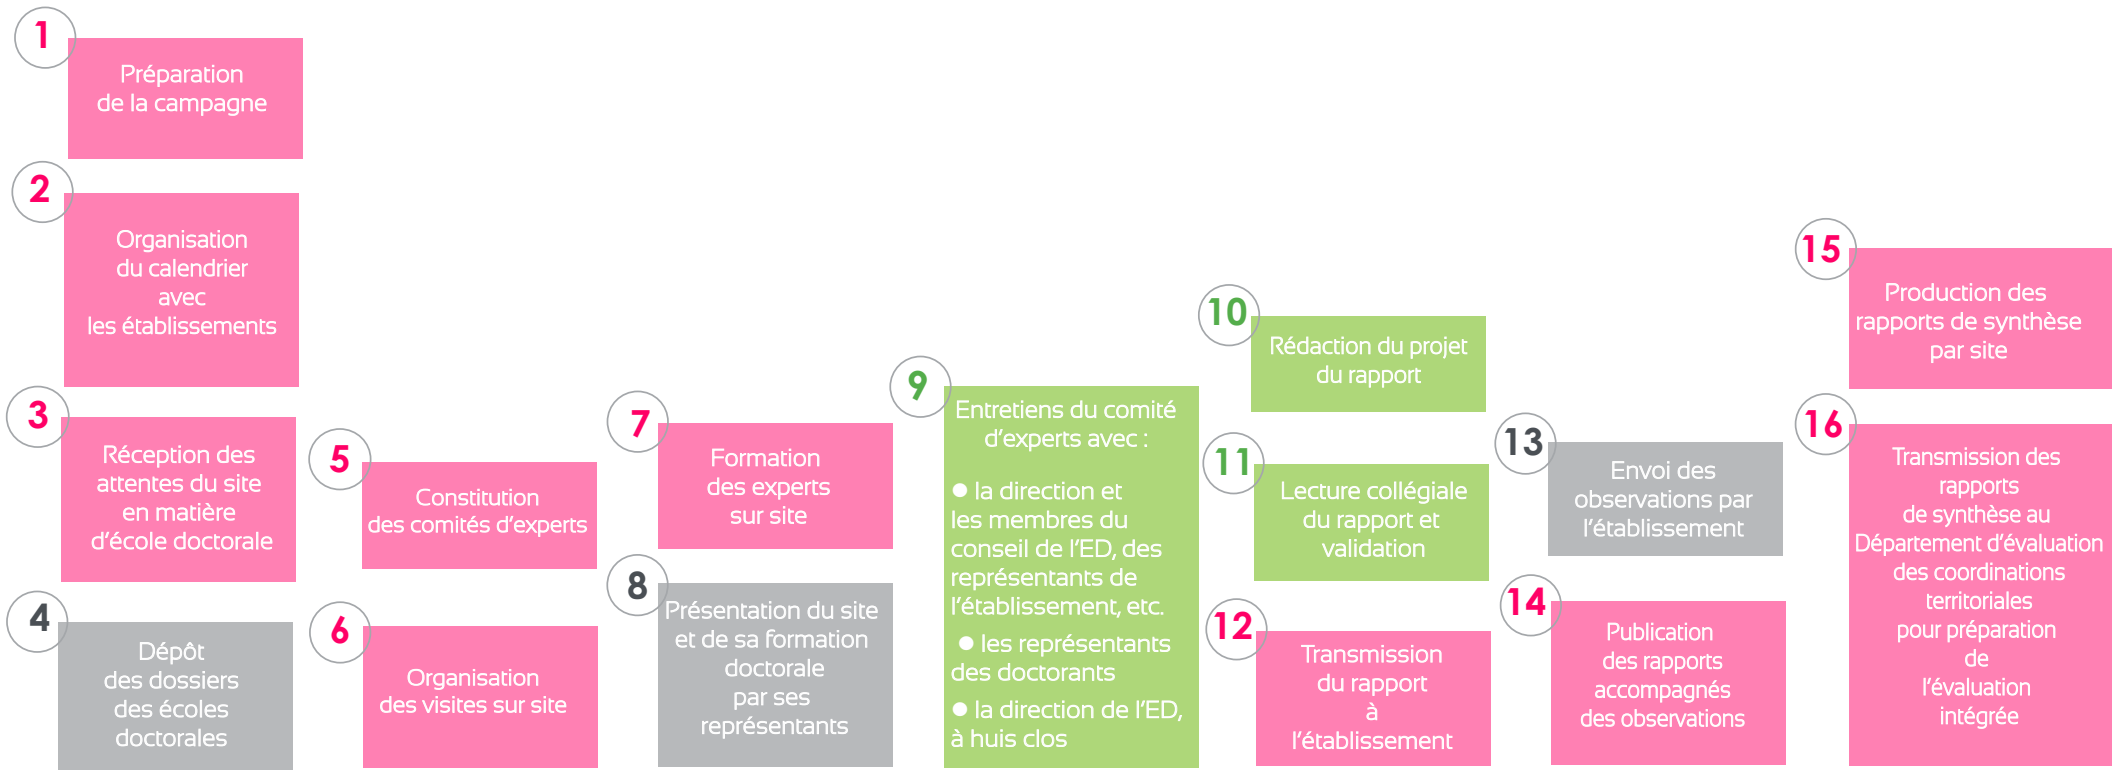 1
Préparation
de la campagne
2
Organisation
du calendrier
avec
les établissements
3
Réception des
attentes du site
en matière
d'école doctorale
4
Dépôt
des dossiers
des écoles
doctorales
5
Constitution
des comités d'experts
6
Organisation
des visites sur site
7
Formation
des experts
sur site
8
Présentation du site
et de sa formation
doctorale
par ses
représentants
9
Entretiens du comité
d'experts avec :
● la direction et
les membres du
conseil de l'ED, des
représentants de
l'établissement, etc.
● les représentants
des doctorants
● la direction de l'ED,
à huis clos
10
Rédaction du projet
du rapport
11
Lecture collégiale
du rapport et
validation
12
Transmission
du rapport
à
l'établissement
13
Envoi des
observations par
l'établissement
14
Publication
des rapports
accompagnés
des observations
15
Production des
rapports de synthèse
par site
16
Transmission des
rapports
de synthèse au
Département d'évaluation
des coordinations
territoriales
pour préparation
de
l'évaluation
intégrée